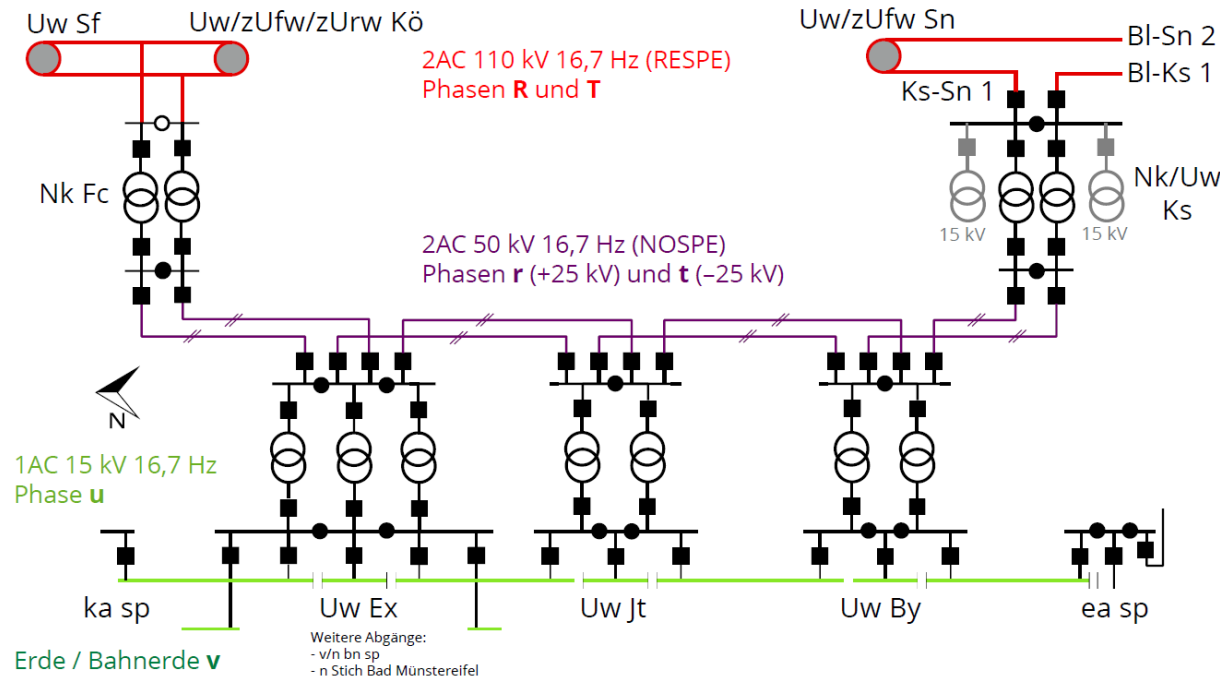 Uw Sf
Uw/zUfw/zUrw Kö
2AC 110 kV 16,7 Hz (RESPE)
Phasen R und T
Uw/zUfw Sn
Bl-Sn 2
Bl-Ks 1
Ks-Sn 1
Nk Fc
Nk/Uw
Ks
15 kV
15 kV
2AC 50 kV 16,7 Hz (NOSPE)
Phasen r (+25 kV) und t (–25 kV)
N
1AC 15 kV 16,7 Hz
Phase u
ka sp
Uw Ex
Uw Jt
Uw By
ea sp
Weitere Abgänge:
- v/n bn sp
- n Stich Bad Münstereifel
Erde / Bahnerde v